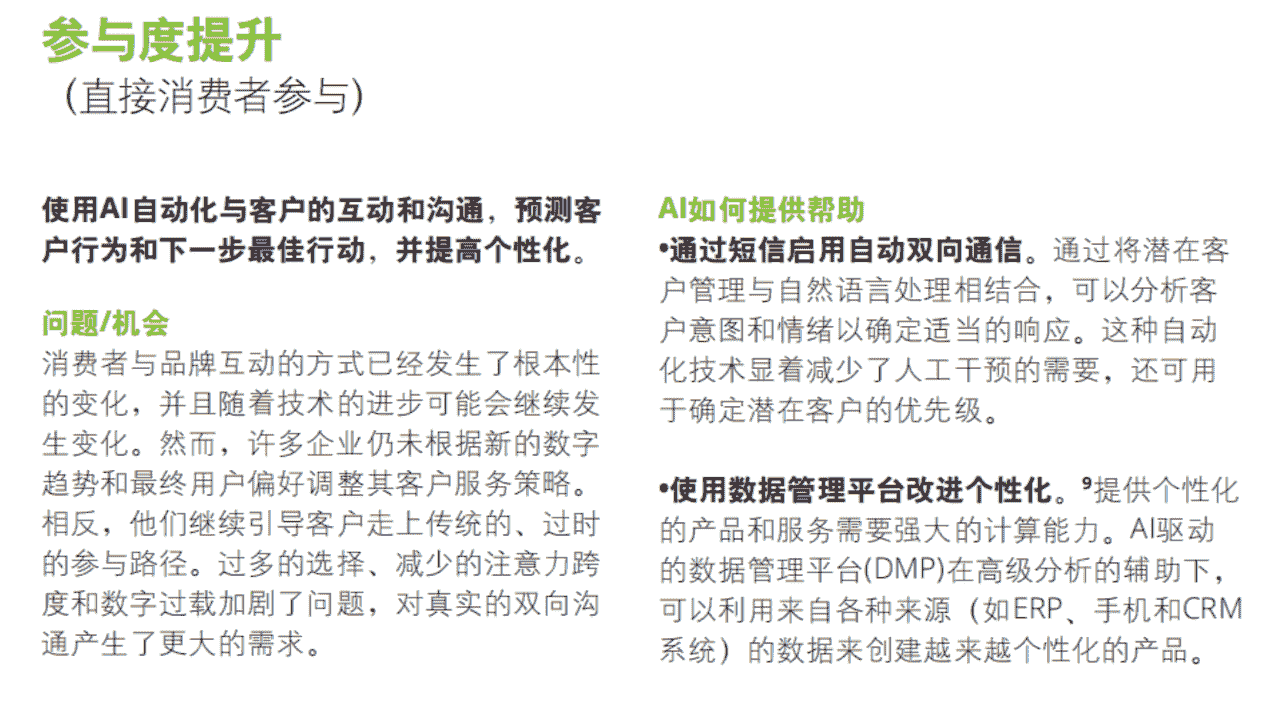 参与度提升
(直接消费者参与)
使用AI自动化与客户的互动和沟通，预测客
户行为和下一步最佳行动，并提高个性化。
问题/机会
消费者与品牌互动的方式已经发生了根本性
的变化，并且随着技术的进步可能会继续发
生变化。然而，许多企业仍未根据新的数字
趋势和最终用户偏好调整其客户服务策略。
相反，他们继续引导客户走上传统的、过时
的参与路径。过多的选择、减少的注意力跨
度和数字过载加剧了问题，对真实的双向沟
通产生了更大的需求。
AI如何提供帮助
•通过短信启用自动双向通信。通过将潜在客
户管理与自然语言处理相结合，可以分析客
户意图和情绪以确定适当的响应。这种自动
化技术显着减少了人工干预的需要，还可用
于确定潜在客户的优先级。
•使用数据管理平台改进个性化。⁹提供个性化
的产品和服务需要强大的计算能力。AI驱动
的数据管理平台(DMP)在高级分析的辅助下，
可以利用来自各种来源（如ERP、手机和CRM
系统）的数据来创建越来越个性化的产品。